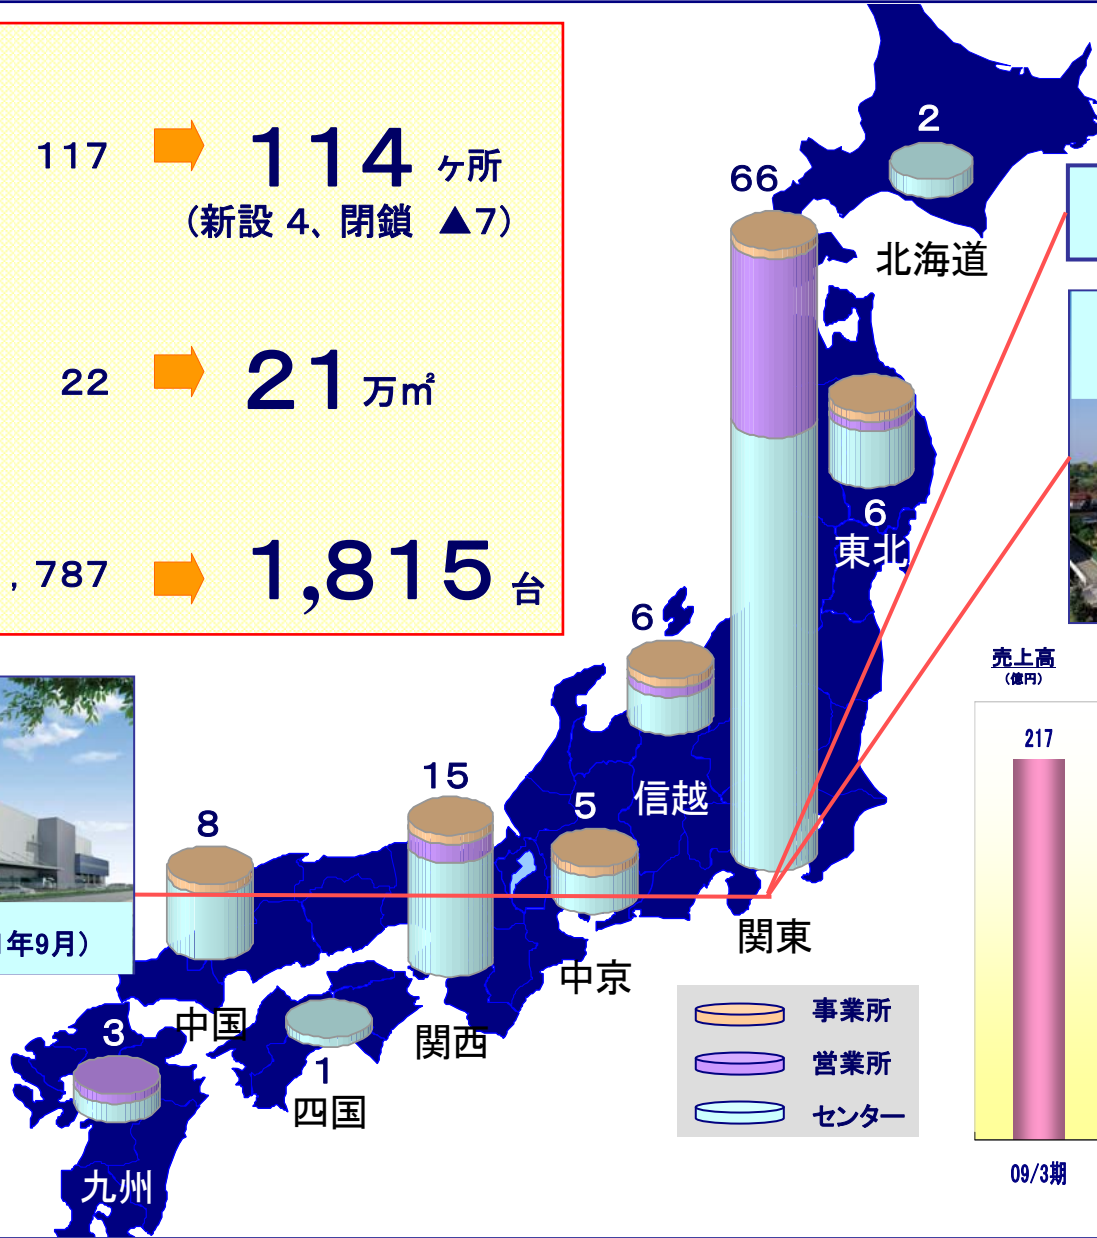 117 114 ヶ所
(新設 4、閉鎖 ▲7)
22 21 万㎡
, 787 1,815 台
年9月)
2
北海道
66
6
東北
6
信越
15
関西
5
中京
関東
8
中国
1
四国
3
九州
事業所
営業所
センター
売上高
(億円)
217
09/3期